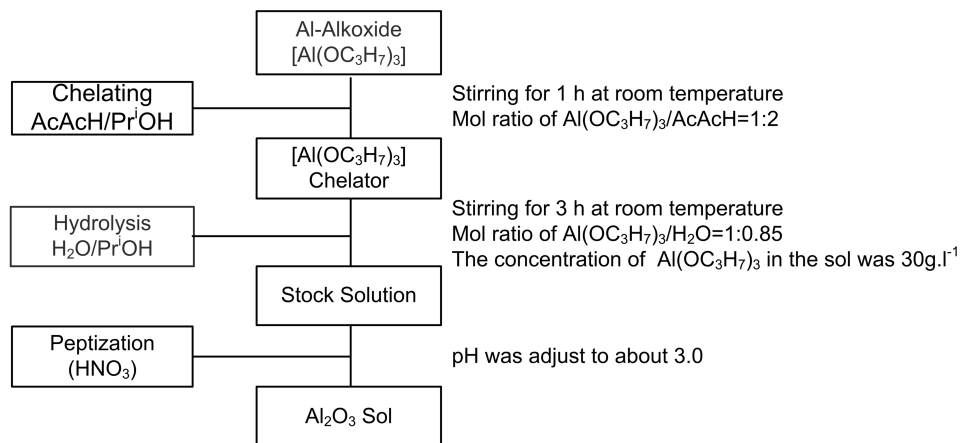 Al-Alkoxide
[Al(OC₃H₇)₃]
Chelating
AcAcH/PrⁱOH
Stirring for 1 h at room temperature
Mol ratio of Al(OC₃H₇)₃/AcAcH=1:2
[Al(OC₃H₇)₃]
Chelator
Hydrolysis
H₂O/PrⁱOH
Stirring for 3 h at room temperature
Mol ratio of Al(OC₃H₇)₃/H₂O=1:0.85
The concentration of Al(OC₃H₇)₃ in the sol was 30g.l⁻¹
Stock Solution
Peptization
(HNO₃)
pH was adjust to about 3.0
Al₂O₃ Sol